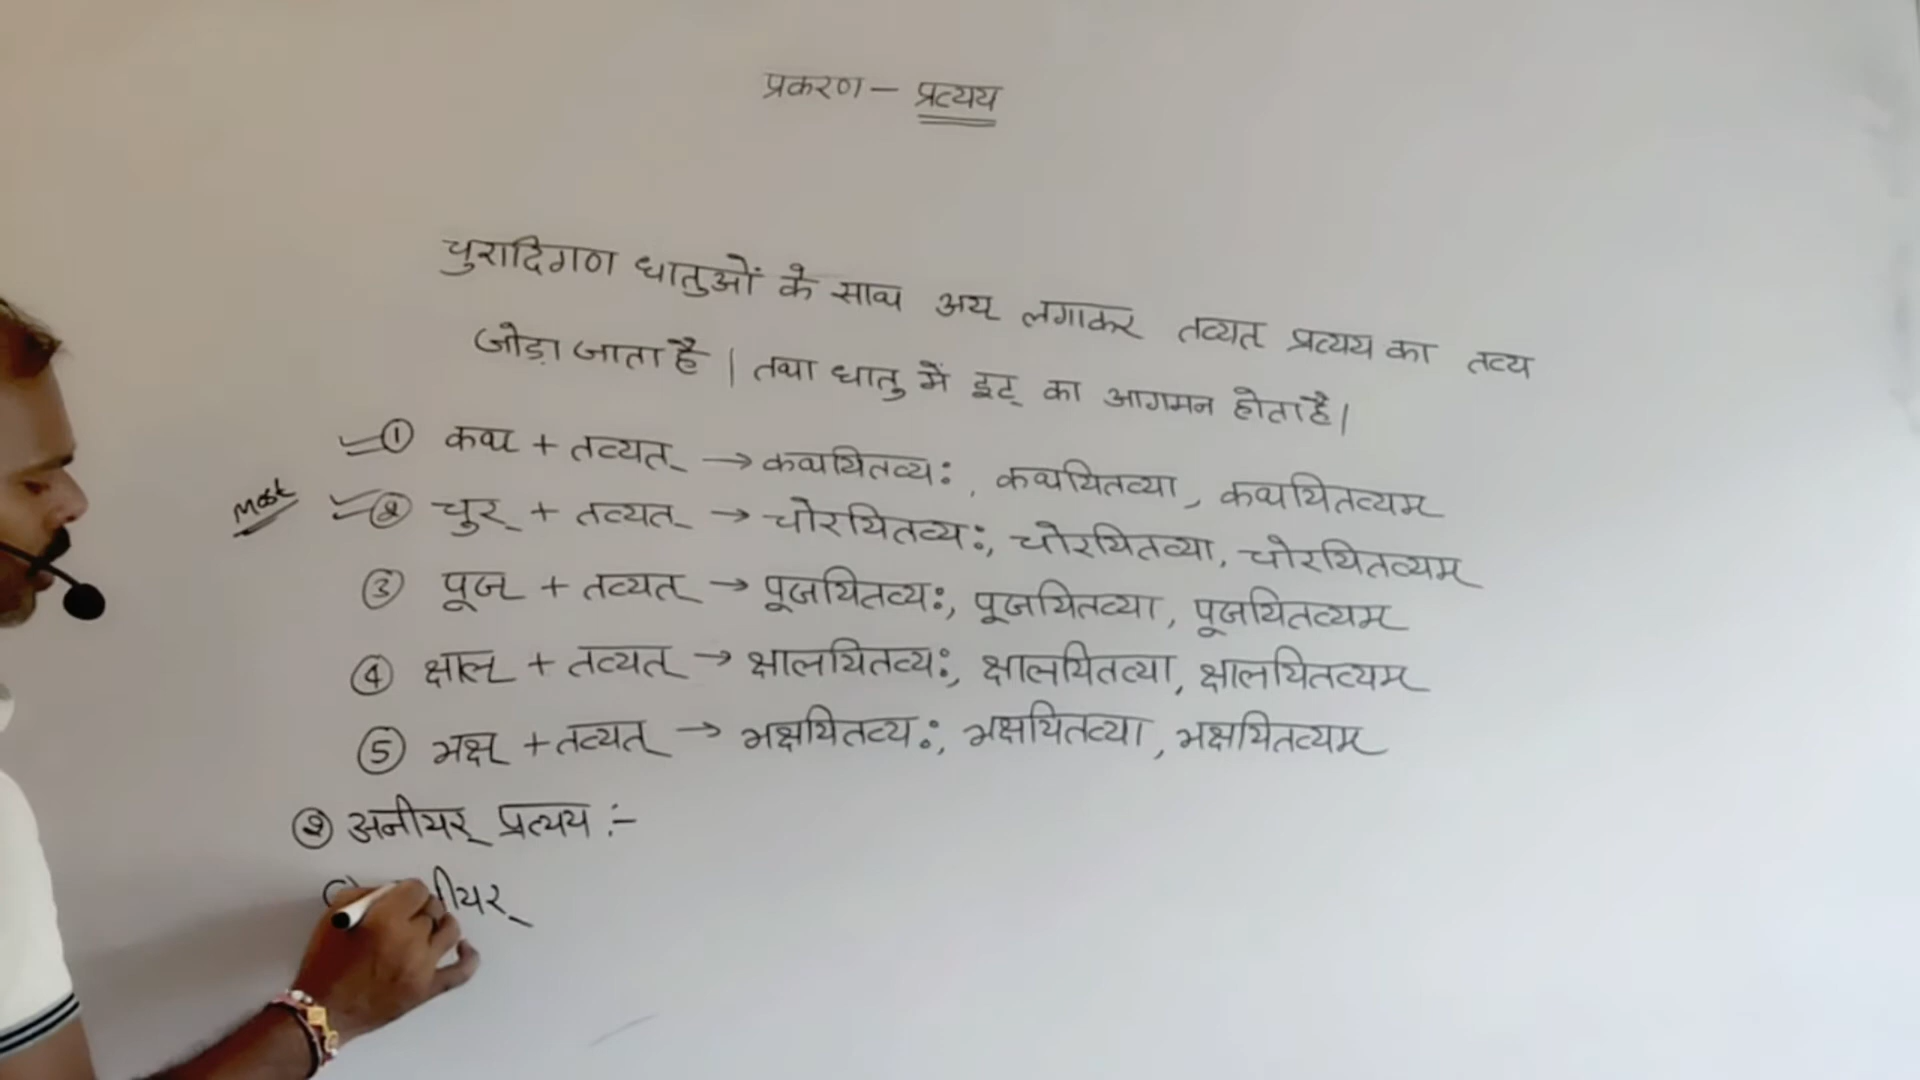 प्रकरण - प्रत्यय
चुरादिगण धातुओं के साथ अय् लगाकर तव्यत् प्रत्यय का तव्य
जोड़ा जाता है। तथा धातु में इट् का आगमन होता है।
① कथ् + तव्यत् → कथयितव्यः, कथयितव्या, कथयितव्यम्
Most ② चुर् + तव्यत् → चोरयितव्यः, चोरयितव्या, चोरयितव्यम्
③ पूज् + तव्यत् → पूजयितव्यः, पूजयितव्या, पूजयितव्यम्
④ क्षाल् + तव्यत् → क्षालयितव्यः, क्षालयितव्या, क्षालयितव्यम्
⑤ भक्ष् + तव्यत् → भक्षयितव्यः, भक्षयितव्या, भक्षयितव्यम्
② अनीयर् प्रत्यय :-